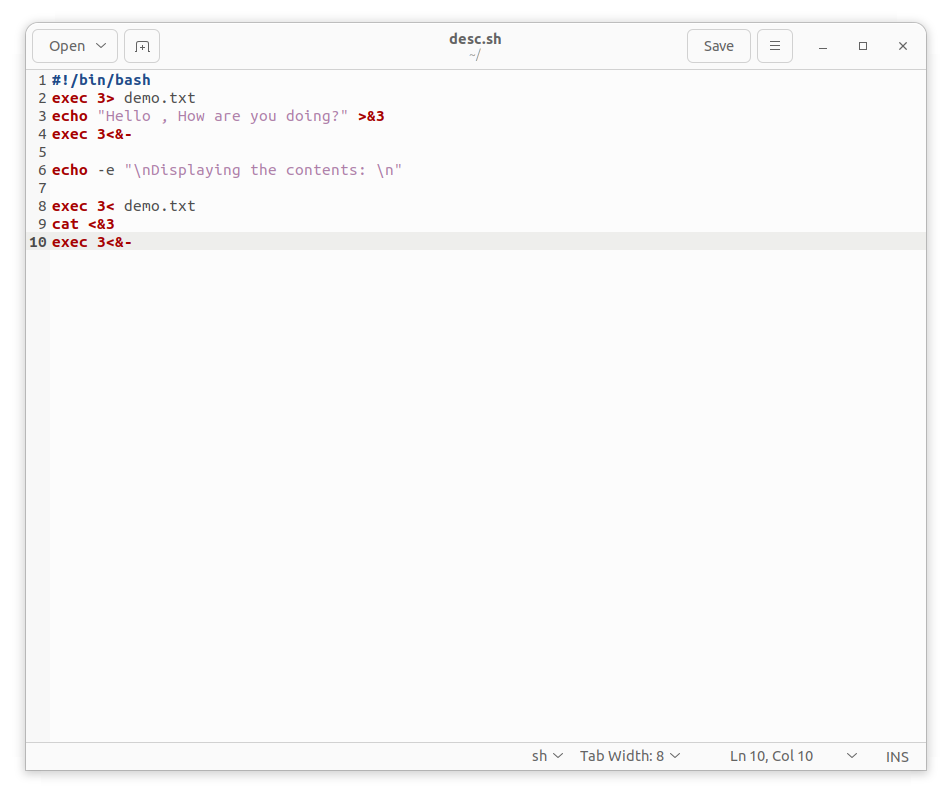 Open
desc.sh
~/
Save
1 #!/bin/bash
2 exec 3> demo.txt
3 echo "Hello , How are you doing?" >&3
4 exec 3<&-
5
6 echo -e "\nDisplaying the contents: \n"
7
8 exec 3< demo.txt
9 cat <&3
10 exec 3<&-
sh Tab Width: 8 Ln 10, Col 10 INS